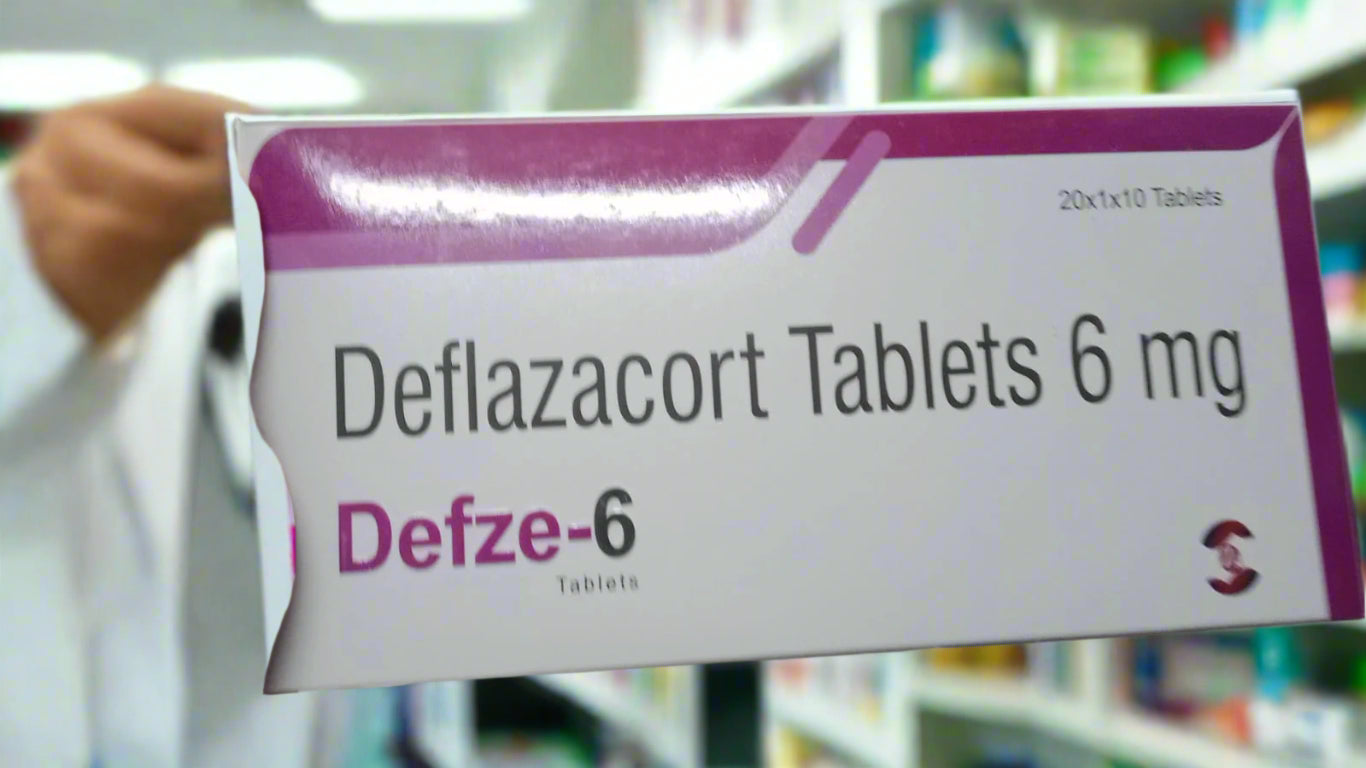 20x1x10 Tablets
Deflazacort Tablets 6 mg
Defze-6
Tablets